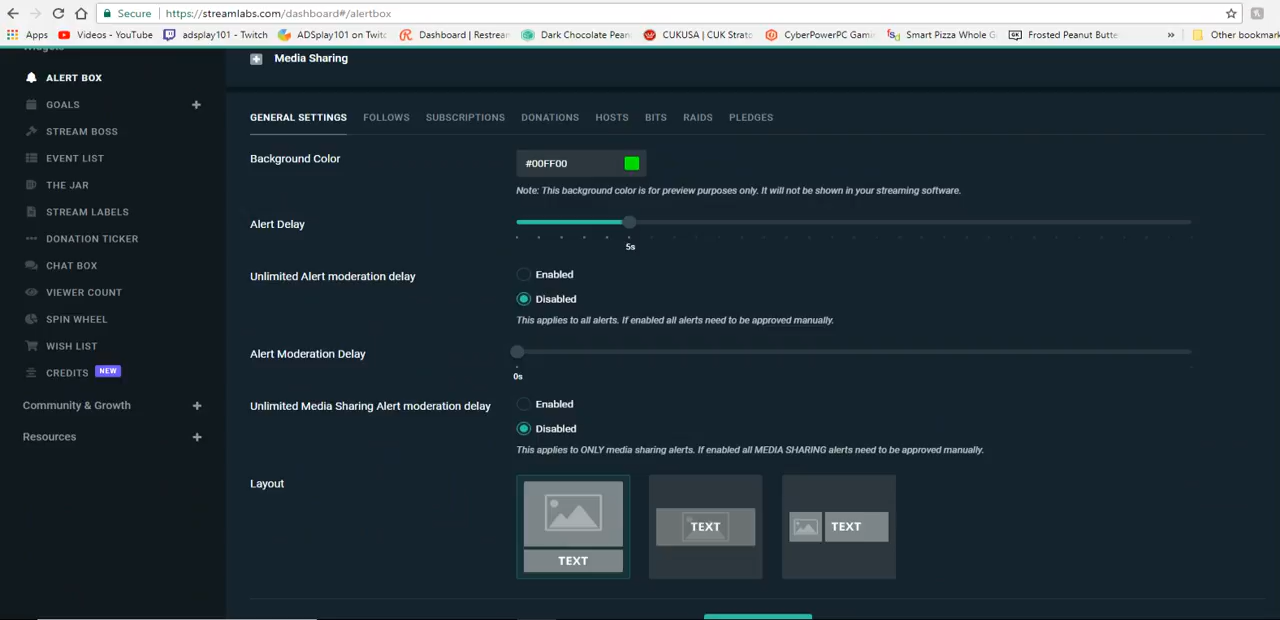 Secure https://streamlabs.com/dashboard#/alertbox
Apps Videos - YouTube adsplay101 - Twitch ADSplay101 on Twitc Dashboard | Restrean Dark Chocolate Pean CUKUSA | CUK Strato CyberPowerPC Gami Smart Pizza Whole G Frosted Peanut Butte » Other bookmar
Media Sharing
ALERT BOX
GOALS
STREAM BOSS
EVENT LIST
THE JAR
STREAM LABELS
DONATION TICKER
CHAT BOX
VIEWER COUNT
SPIN WHEEL
WISH LIST
CREDITS NEW
Community & Growth
Resources
GENERAL SETTINGS FOLLOWS SUBSCRIPTIONS DONATIONS HOSTS BITS RAIDS PLEDGES
Background Color
#00FF00
Note: This background color is for preview purposes only. It will not be shown in your streaming software.
Alert Delay
5s
Unlimited Alert moderation delay
Enabled
Disabled
This applies to all alerts. If enabled all alerts need to be approved manually.
Alert Moderation Delay
0s
Unlimited Media Sharing Alert moderation delay
Enabled
Disabled
This applies to ONLY media sharing alerts. If enabled all MEDIA SHARING alerts need to be approved manually.
Layout
TEXT
TEXT
TEXT